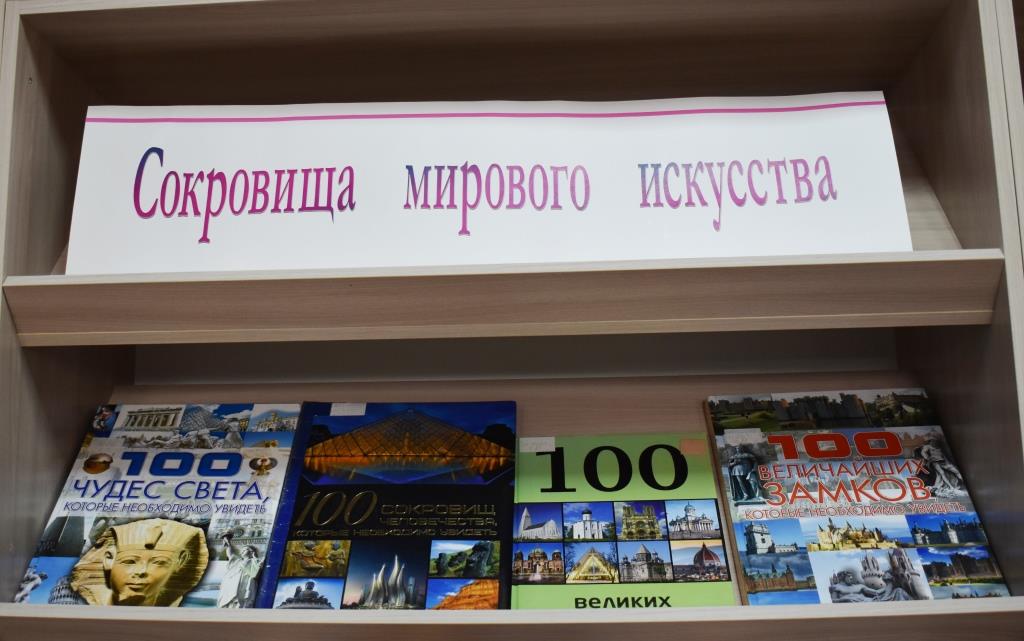 Сокровища мирового искусства
100
ЧУДЕС СВЕТА,
КОТОРЫЕ НЕОБХОДИМО УВИДЕТЬ
100 СОКРОВИЩ
ЧЕЛОВЕЧЕСТВА,
КОТОРЫЕ НЕОБХОДИМО УВИДЕТЬ
100
ВЕЛИКИХ
100
ВЕЛИЧАЙШИХ
ЗАМКОВ,
КОТОРЫЕ НЕОБХОДИМО УВИДЕТЬ